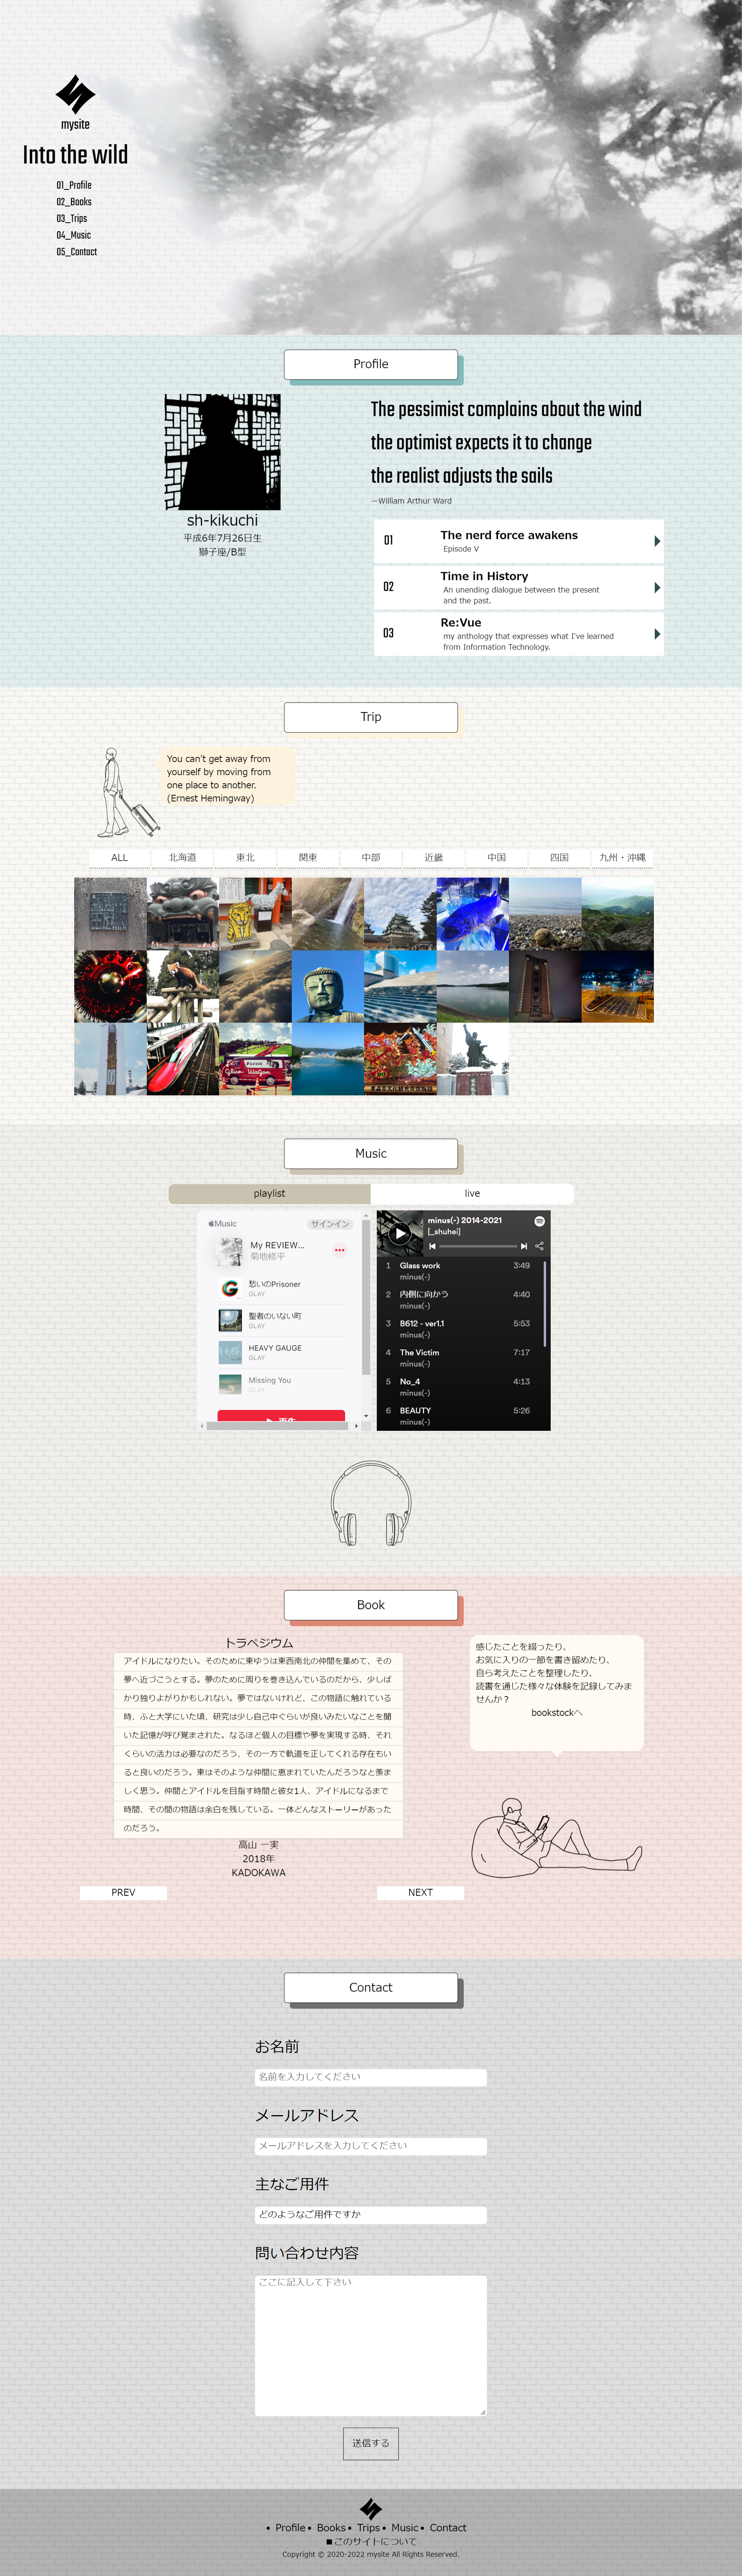 mysite
Into the wild
01_Profile
02_Books
03_Trips
04_Music
05_Contact
Profile
sh-kikuchi
平成6年7月26日生
獅子座/B型
The pessimist complains about the wind
the optimist expects it to change
the realist adjusts the sails
—William Arthur Ward
01
The nerd force awakens
Episode V
02
Time in History
An unending dialogue between the present
and the past.
03
Re:Vue
my anthology that expresses what I've learned
from Information Technology.
Trip
You can't get away from
yourself by moving from
one place to another.
(Ernest Hemingway)
ALL 北海道 東北 関東 中部 近畿 中国 四国 九州・沖縄
Music
playlist
live
Music
サインイン
My REVIEW...
菊地修平
愁いのPrisoner
GLAY
聖者のいない町
GLAY
HEAVY GAUGE
GLAY
Missing You
GLAY
minus(-) 2014-2021
[_shuhei]
1 Glass work 3:49
minus(-)
2 内側に向かう 4:40
minus(-)
3 B612 - ver1.1 5:53
minus(-)
4 The Victim 7:17
minus(-)
5 No_4 4:13
minus(-)
6 BEAUTY 5:26
minus(-)
Book
トラペジウム
アイドルになりたい。そのために東ゆうは東西南北の仲間を集めて、その
夢へ近づこうとする。夢のために周りを巻き込んでいるのだから、少しば
かり独りよがりかもしれない。夢ではないけれど、この物語に触れている
時、ふと大学にいた頃、研究は少し自己中ぐらいが良いみたいなことを聞
いた記憶が呼び覚まされた。なるほど個人の目標や夢を実現する時、それ
くらいの活力は必要なのだろう、その一方で軌道を正してくれる存在もい
ると良いのだろう。東はそのような仲間に恵まれていたんだろうなと羨ま
しく思う。仲間とアイドルを目指す時間と彼女1人、アイドルになるまで
時間、その間の物語は余白を残している。一体どんなストーリーがあった
のだろう。
高山 一実
2018年
KADOKAWA
PREV
NEXT
感じたことを綴ったり、
お気に入りの一節を書き留めたり、
自ら考えたことを整理したり、
読書を通じた様々な体験を記録してみま
せんか？
bookstockへ
Contact
お名前
名前を入力してください
メールアドレス
メールアドレスを入力してください
主なご用件
どのようなご用件ですか
問い合わせ内容
ここに記入して下さい
送信する
• Profile • Books • Trips • Music • Contact
■このサイトについて
Copyright © 2020-2022 mysite All Rights Reserved.